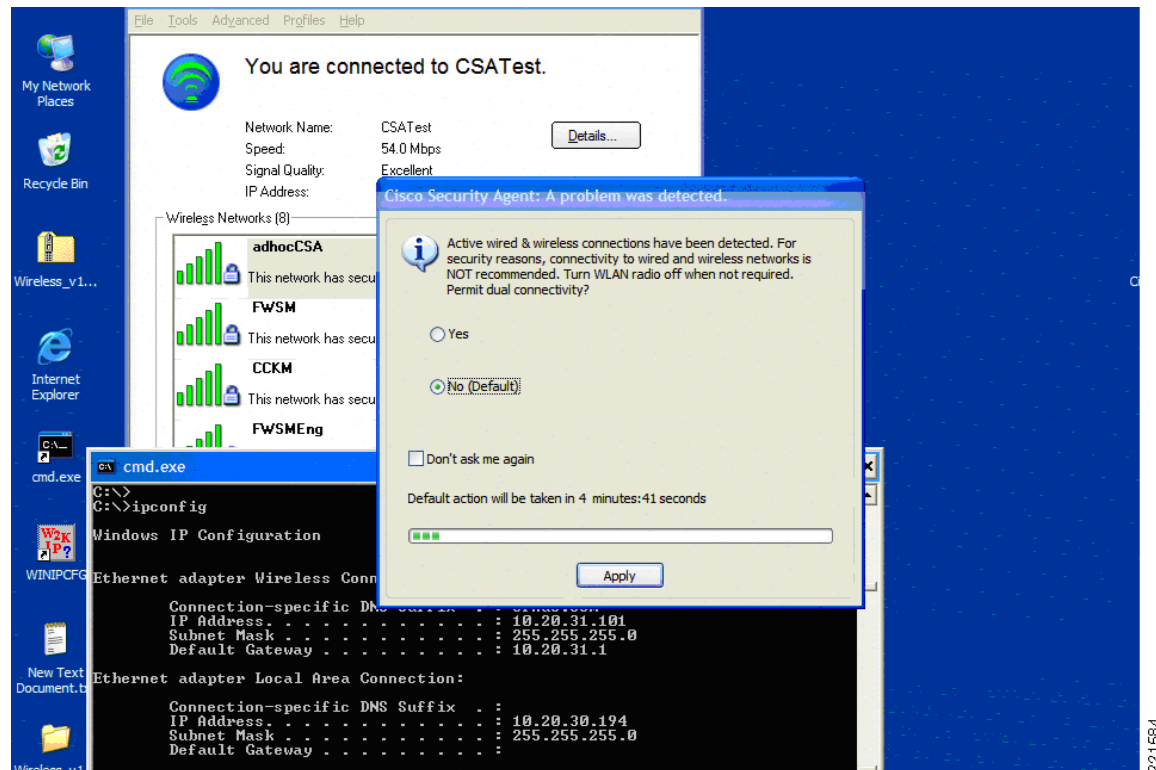 File Tools Advanced Profiles Help
You are connected to CSATest.
My Network
Places
Network Name: CSATest
Details...
Speed: 54.0 Mbps
Signal Quality: Excellent
IP Address:
Recycle Bin
Cisco Security Agent: A problem was detected.
Wireless Networks (8)
adhocCSA
This network has secu
Active wired & wireless connections have been detected. For
security reasons, connectivity to wired and wireless networks is
NOT recommended. Turn WLAN radio off when not required.
Permit dual connectivity?
Wireless_v1...
Ci
FWSM
This network has secu
Yes
Internet
Explorer
CCKM
This network has secu
No (Default)
FWSMEng
Don't ask me again
Default action will be taken in 4 minutes:41 seconds
Apply
C:\_
cmd.exe
W2K
IP?
WINIPCFG
New Text
Document.t
Wireless_v1
cmd.exe
C:\>
C:\>ipconfig
Windows IP Configuration
Ethernet adapter Wireless Conn
Connection-specific DNS Suffix . :
IP Address. . . . . . . . . . . . : 10.20.31.101
Subnet Mask . . . . . . . . . . . : 255.255.255.0
Default Gateway . . . . . . . . . : 10.20.31.1
Ethernet adapter Local Area Connection:
Connection-specific DNS Suffix . :
IP Address. . . . . . . . . . . . : 10.20.30.194
Subnet Mask . . . . . . . . . . . : 255.255.255.0
Default Gateway . . . . . . . . . :
221584